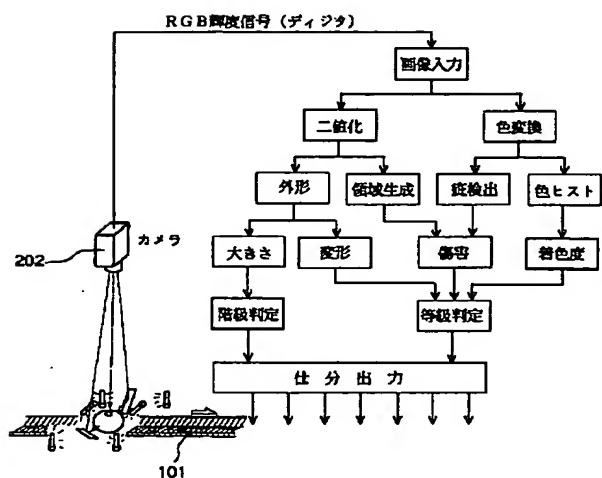 RGB輝度信号（ディジタ）
画像入力
二値化 色変換
外形 領域生成 疵検出 色ヒスト
カメラ
202
大きさ 変形 傷害 着色度
階級判定 等級判定
仕分出力
101